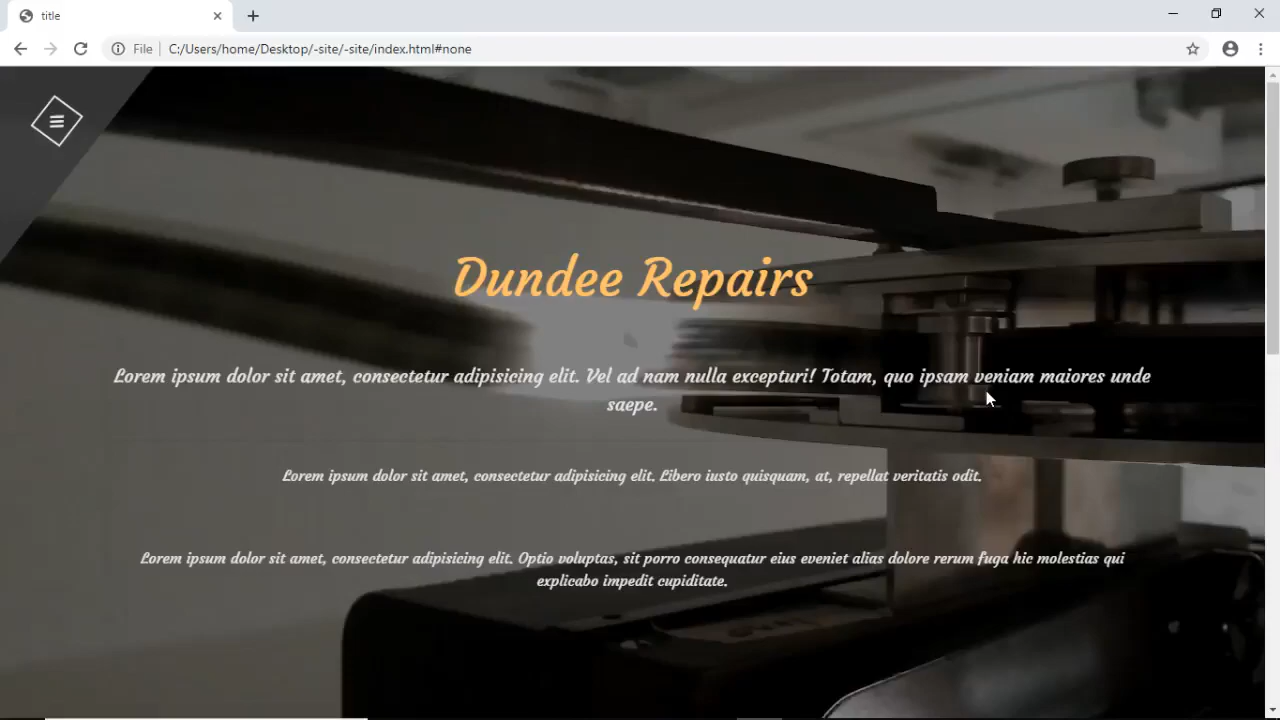 title
File
C:/Users/home/Desktop/-site/-site/index.html#none
Dundee Repairs
Lorem ipsum dolor sit amet, consectetur adipisicing elit. Vel ad nam nulla excepturi! Totam, quo ipsam veniam maiores unde
saepe.
Lorem ipsum dolor sit amet, consectetur adipisicing elit. Libero iusto quisquam, at, repellat veritatis odit.
Lorem ipsum dolor sit amet, consectetur adipisicing elit. Optio voluptas, sit porro consequatur eius eveniet alias dolore rerum fuga hic molestias qui
explicabo impedit cupiditate.